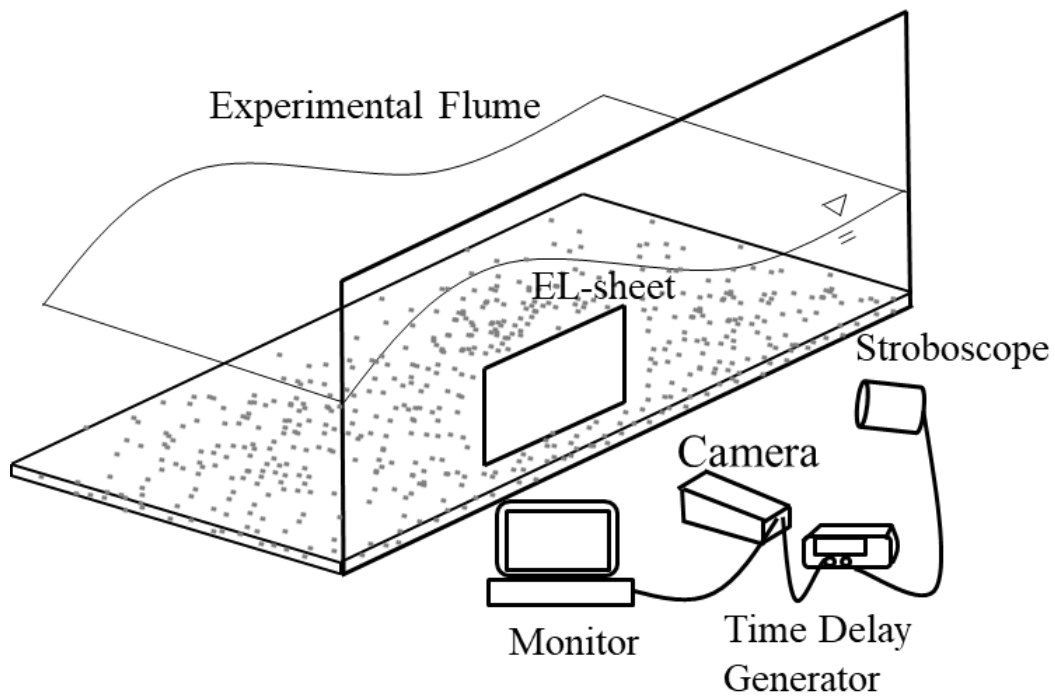 Experimental Flume
EL-sheet
Stroboscope
Camera
Monitor
Time Delay
Generator